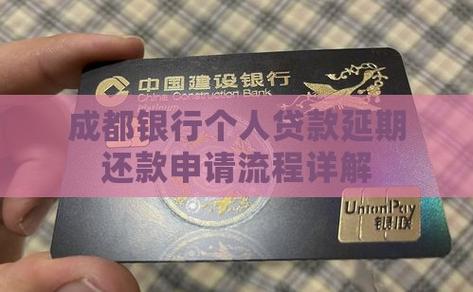 中国建设银行
China Construction Bank
platinum
成都银行个人贷款延期
还款申请流程详解
UnionPay
银联